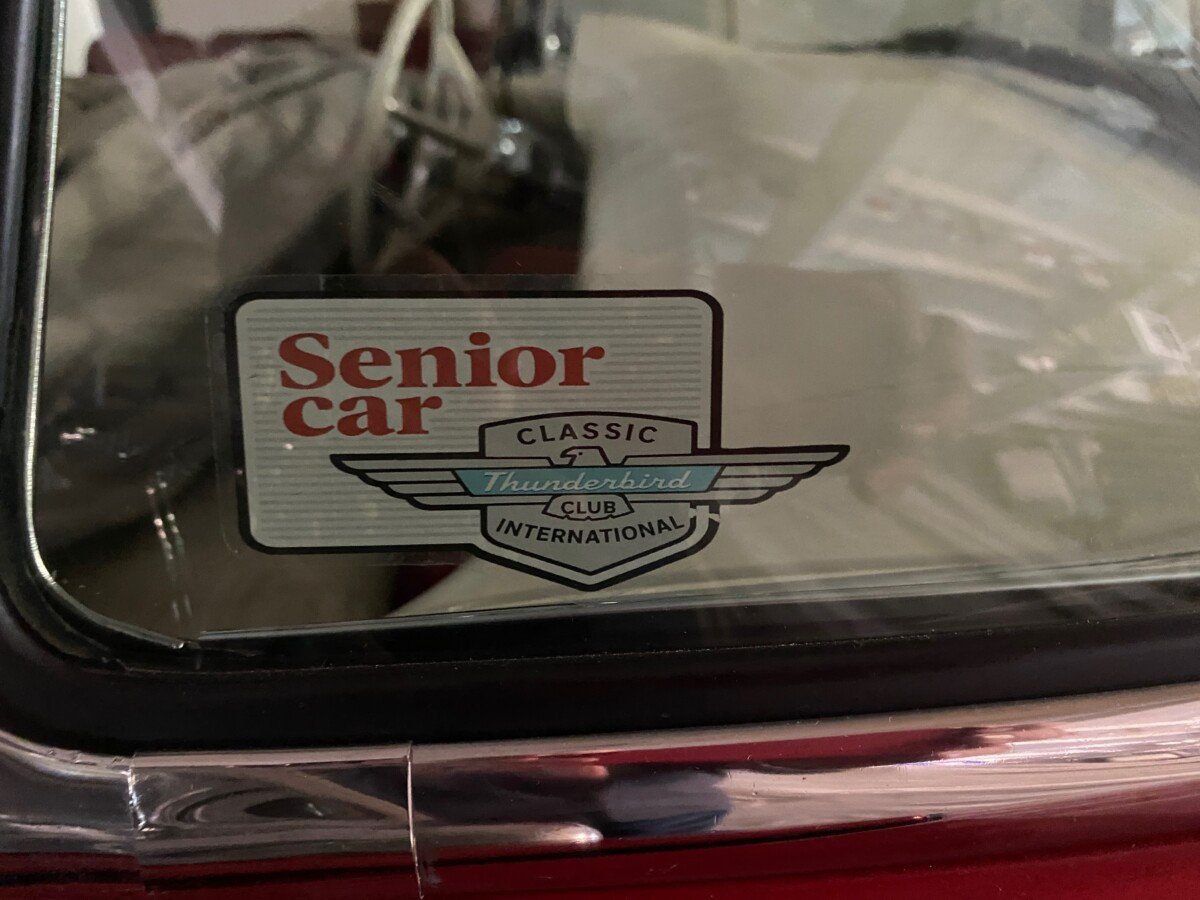 Senior
car
CLASSIC
Thunderbird
CLUB
INTERNATIONAL